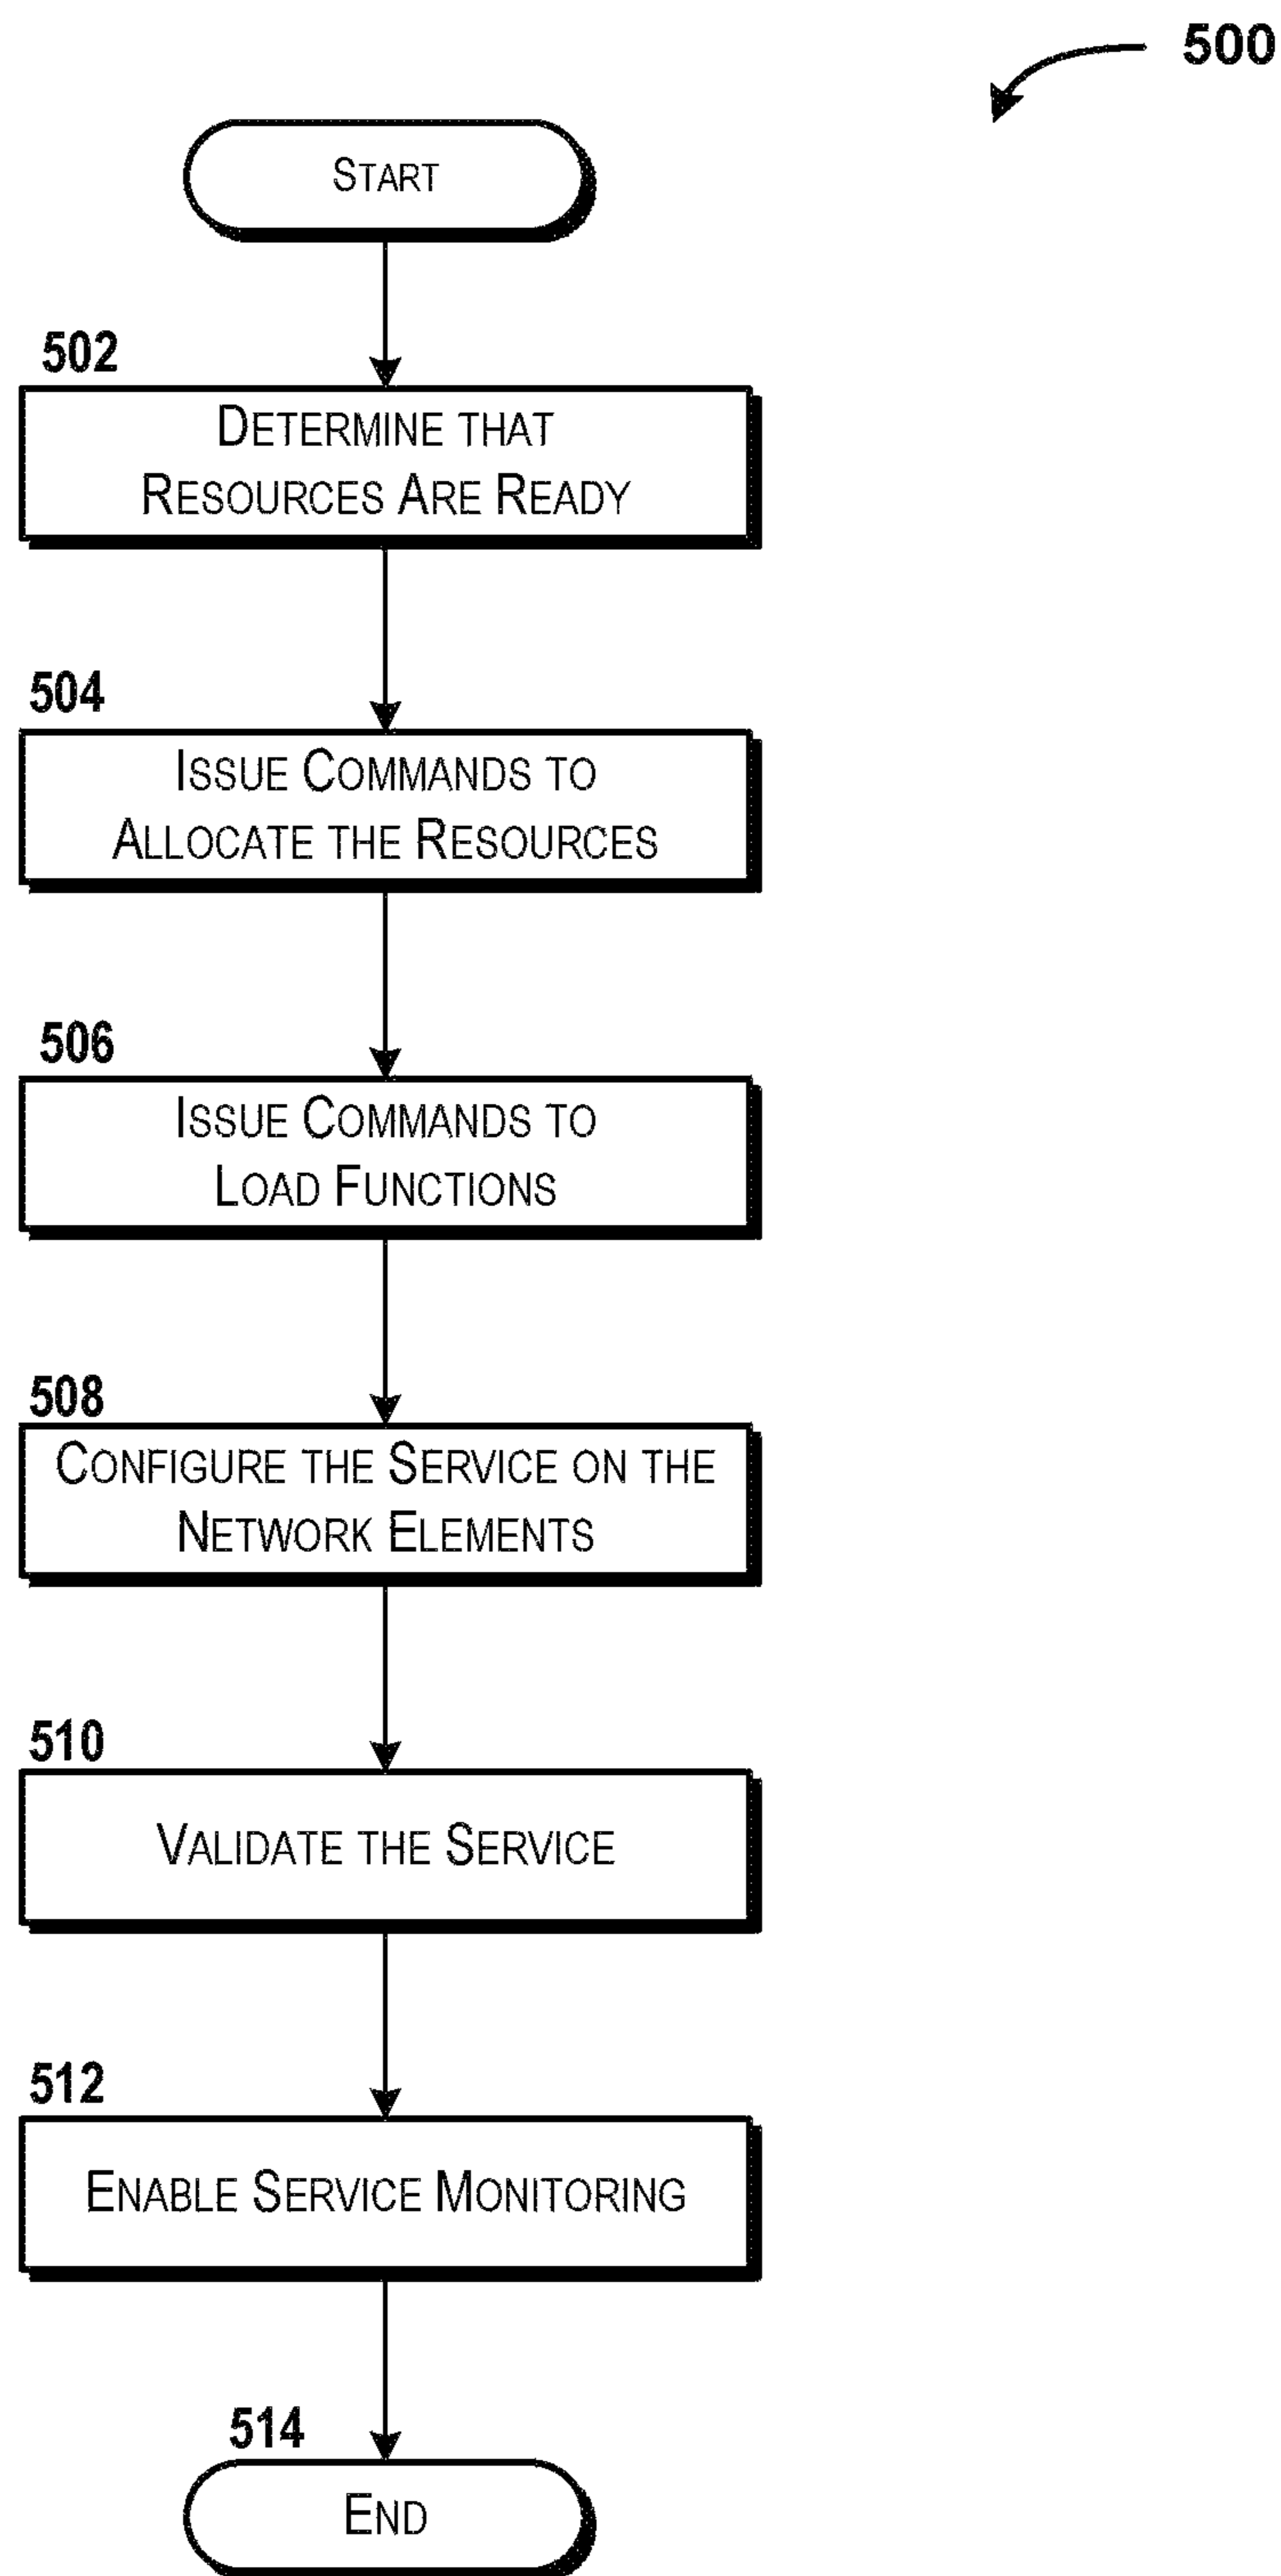 500
START
502
DETERMINE THAT
RESOURCES ARE READY
504
ISSUE COMMANDS TO
ALLOCATE THE RESOURCES
506
ISSUE COMMANDS TO
LOAD FUNCTIONS
508
CONFIGURE THE SERVICE ON THE
NETWORK ELEMENTS
510
VALIDATE THE SERVICE
512
ENABLE SERVICE MONITORING
514
END